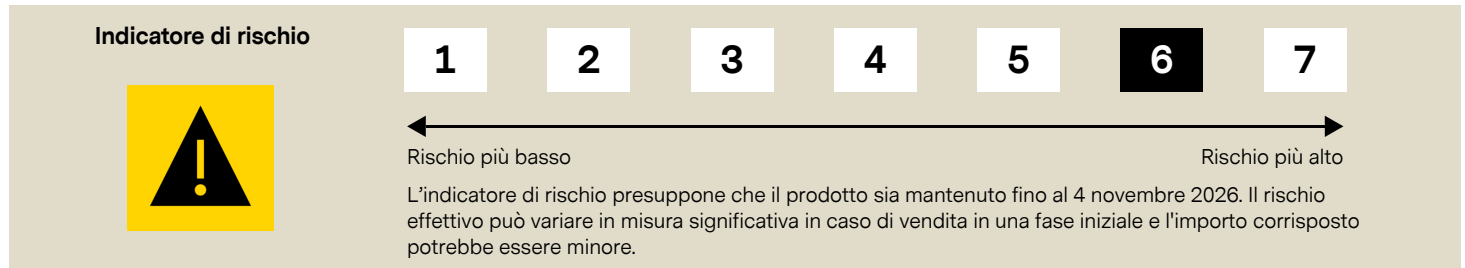 Indicatore di rischio
1 2 3 4 5 6 7
Rischio più basso Rischio più alto
L’indicatore di rischio presuppone che il prodotto sia mantenuto fino al 4 novembre 2026. Il rischio
effettivo può variare in misura significativa in caso di vendita in una fase iniziale e l'importo corrisposto
potrebbe essere minore.